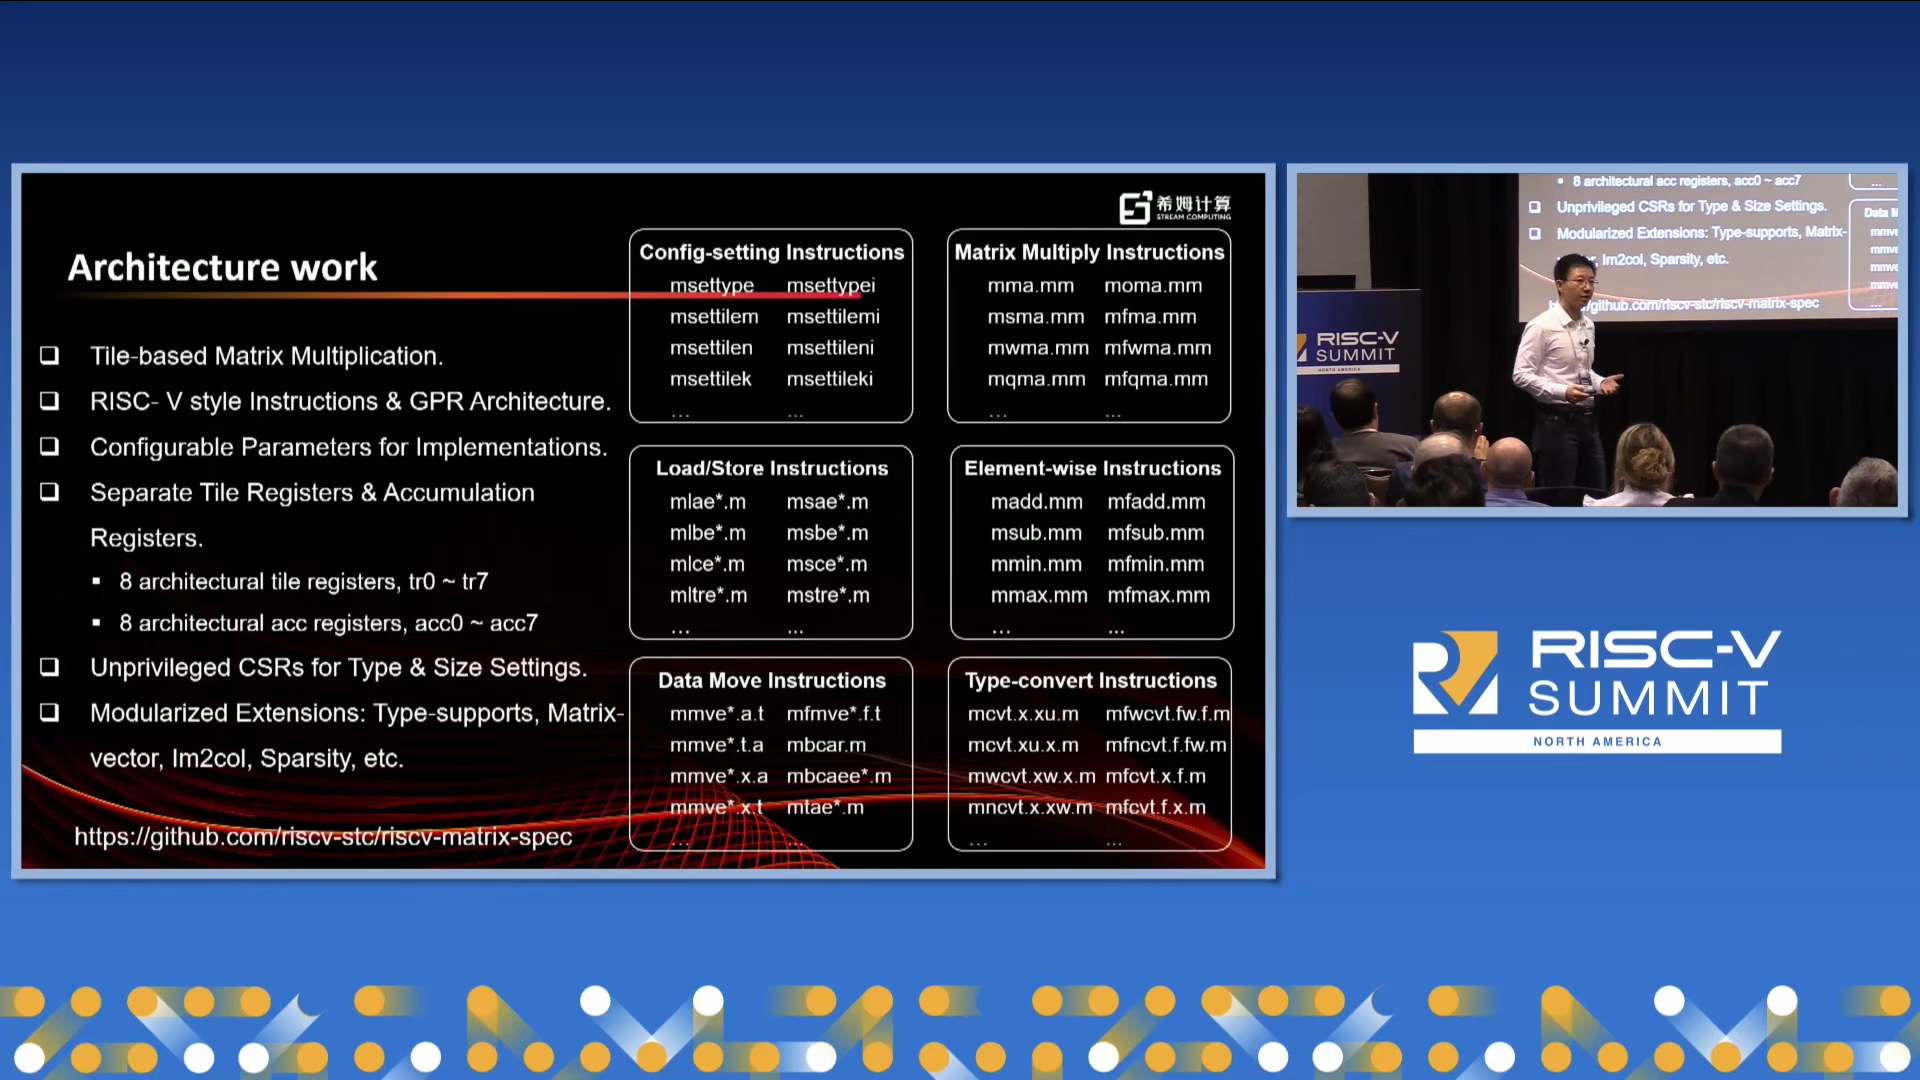 希姆计算
STREAM COMPUTING
Architecture work
❑ Tile-based Matrix Multiplication.
❑ RISC- V style Instructions & GPR Architecture.
❑ Configurable Parameters for Implementations.
❑ Separate Tile Registers & Accumulation
Registers.
▪ 8 architectural tile registers, tr0 ~ tr7
▪ 8 architectural acc registers, acc0 ~ acc7
❑ Unprivileged CSRs for Type & Size Settings.
❑ Modularized Extensions: Type-supports, Matrix-
vector, Im2col, Sparsity, etc.
https://github.com/riscv-stc/riscv-matrix-spec
Config-setting Instructions
msettype msettypei
msettilem msettilemi
msettilen msettileni
msettilek msettileki
... ...
Matrix Multiply Instructions
mma.mm moma.mm
msma.mm mfma.mm
mwma.mm mfwma.mm
mqma.mm mfqma.mm
... ...
Load/Store Instructions
mlae*.m msae*.m
mlbe*.m msbe*.m
mlce*.m msce*.m
mltre*.m mstre*.m
... ...
Element-wise Instructions
madd.mm mfadd.mm
msub.mm mfsub.mm
mmin.mm mfmin.mm
mmax.mm mfmax.mm
... ...
Data Move Instructions
mmve*.a.t mfmve*.f.t
mmve*.t.a mbcar.m
mmve*.x.a mbcaee*.m
mmve*.x.t mtae*.m
... ...
Type-convert Instructions
mcvt.x.xu.m mfwcvt.fw.f.m
mcvt.xu.x.m mfncvt.f.fw.m
mwcvt.xw.x.m mfcvt.x.f.m
mncvt.x.xw.m mfcvt.f.x.m
... ...
▪ 8 architectural acc registers, acc0 ~ acc7
...
❑ Unprivileged CSRs for Type & Size Settings.
Data M
❑ Modularized Extensions: Type-supports, Matrix-
mmve
, Im2col, Sparsity, etc.
mmve
mmve
mmve
...
/github.com/riscv-stc/riscv-matrix-spec
RISC-V
SUMMIT
NORTH AMERICA
RISC-V
SUMMIT
NORTH AMERICA